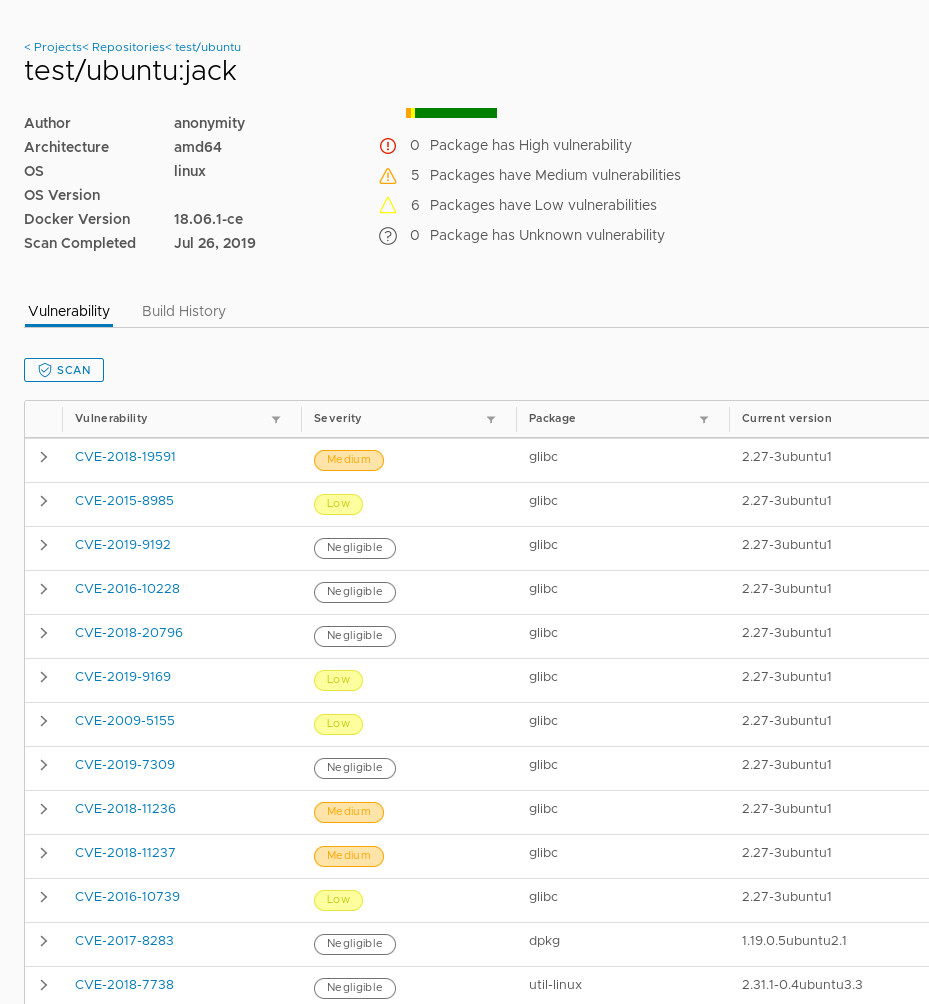 < Projects< Repositories< test/ubuntu
test/ubuntu:jack
Author anonymity
Architecture amd64
OS linux
OS Version
Docker Version 18.06.1-ce
Scan Completed Jul 26, 2019
0 Package has High vulnerability
5 Packages have Medium vulnerabilities
6 Packages have Low vulnerabilities
0 Package has Unknown vulnerability
Vulnerability Build History
SCAN
Vulnerability Severity Package Current version
CVE-2018-19591 Medium glibc 2.27-3ubuntu1
CVE-2015-8985 Low glibc 2.27-3ubuntu1
CVE-2019-9192 Negligible glibc 2.27-3ubuntu1
CVE-2016-10228 Negligible glibc 2.27-3ubuntu1
CVE-2018-20796 Negligible glibc 2.27-3ubuntu1
CVE-2019-9169 Low glibc 2.27-3ubuntu1
CVE-2009-5155 Low glibc 2.27-3ubuntu1
CVE-2019-7309 Negligible glibc 2.27-3ubuntu1
CVE-2018-11236 Medium glibc 2.27-3ubuntu1
CVE-2018-11237 Medium glibc 2.27-3ubuntu1
CVE-2016-10739 Low glibc 2.27-3ubuntu1
CVE-2017-8283 Negligible dpkg 1.19.0.5ubuntu2.1
CVE-2018-7738 Negligible util-linux 2.31.1-0.4ubuntu3.3